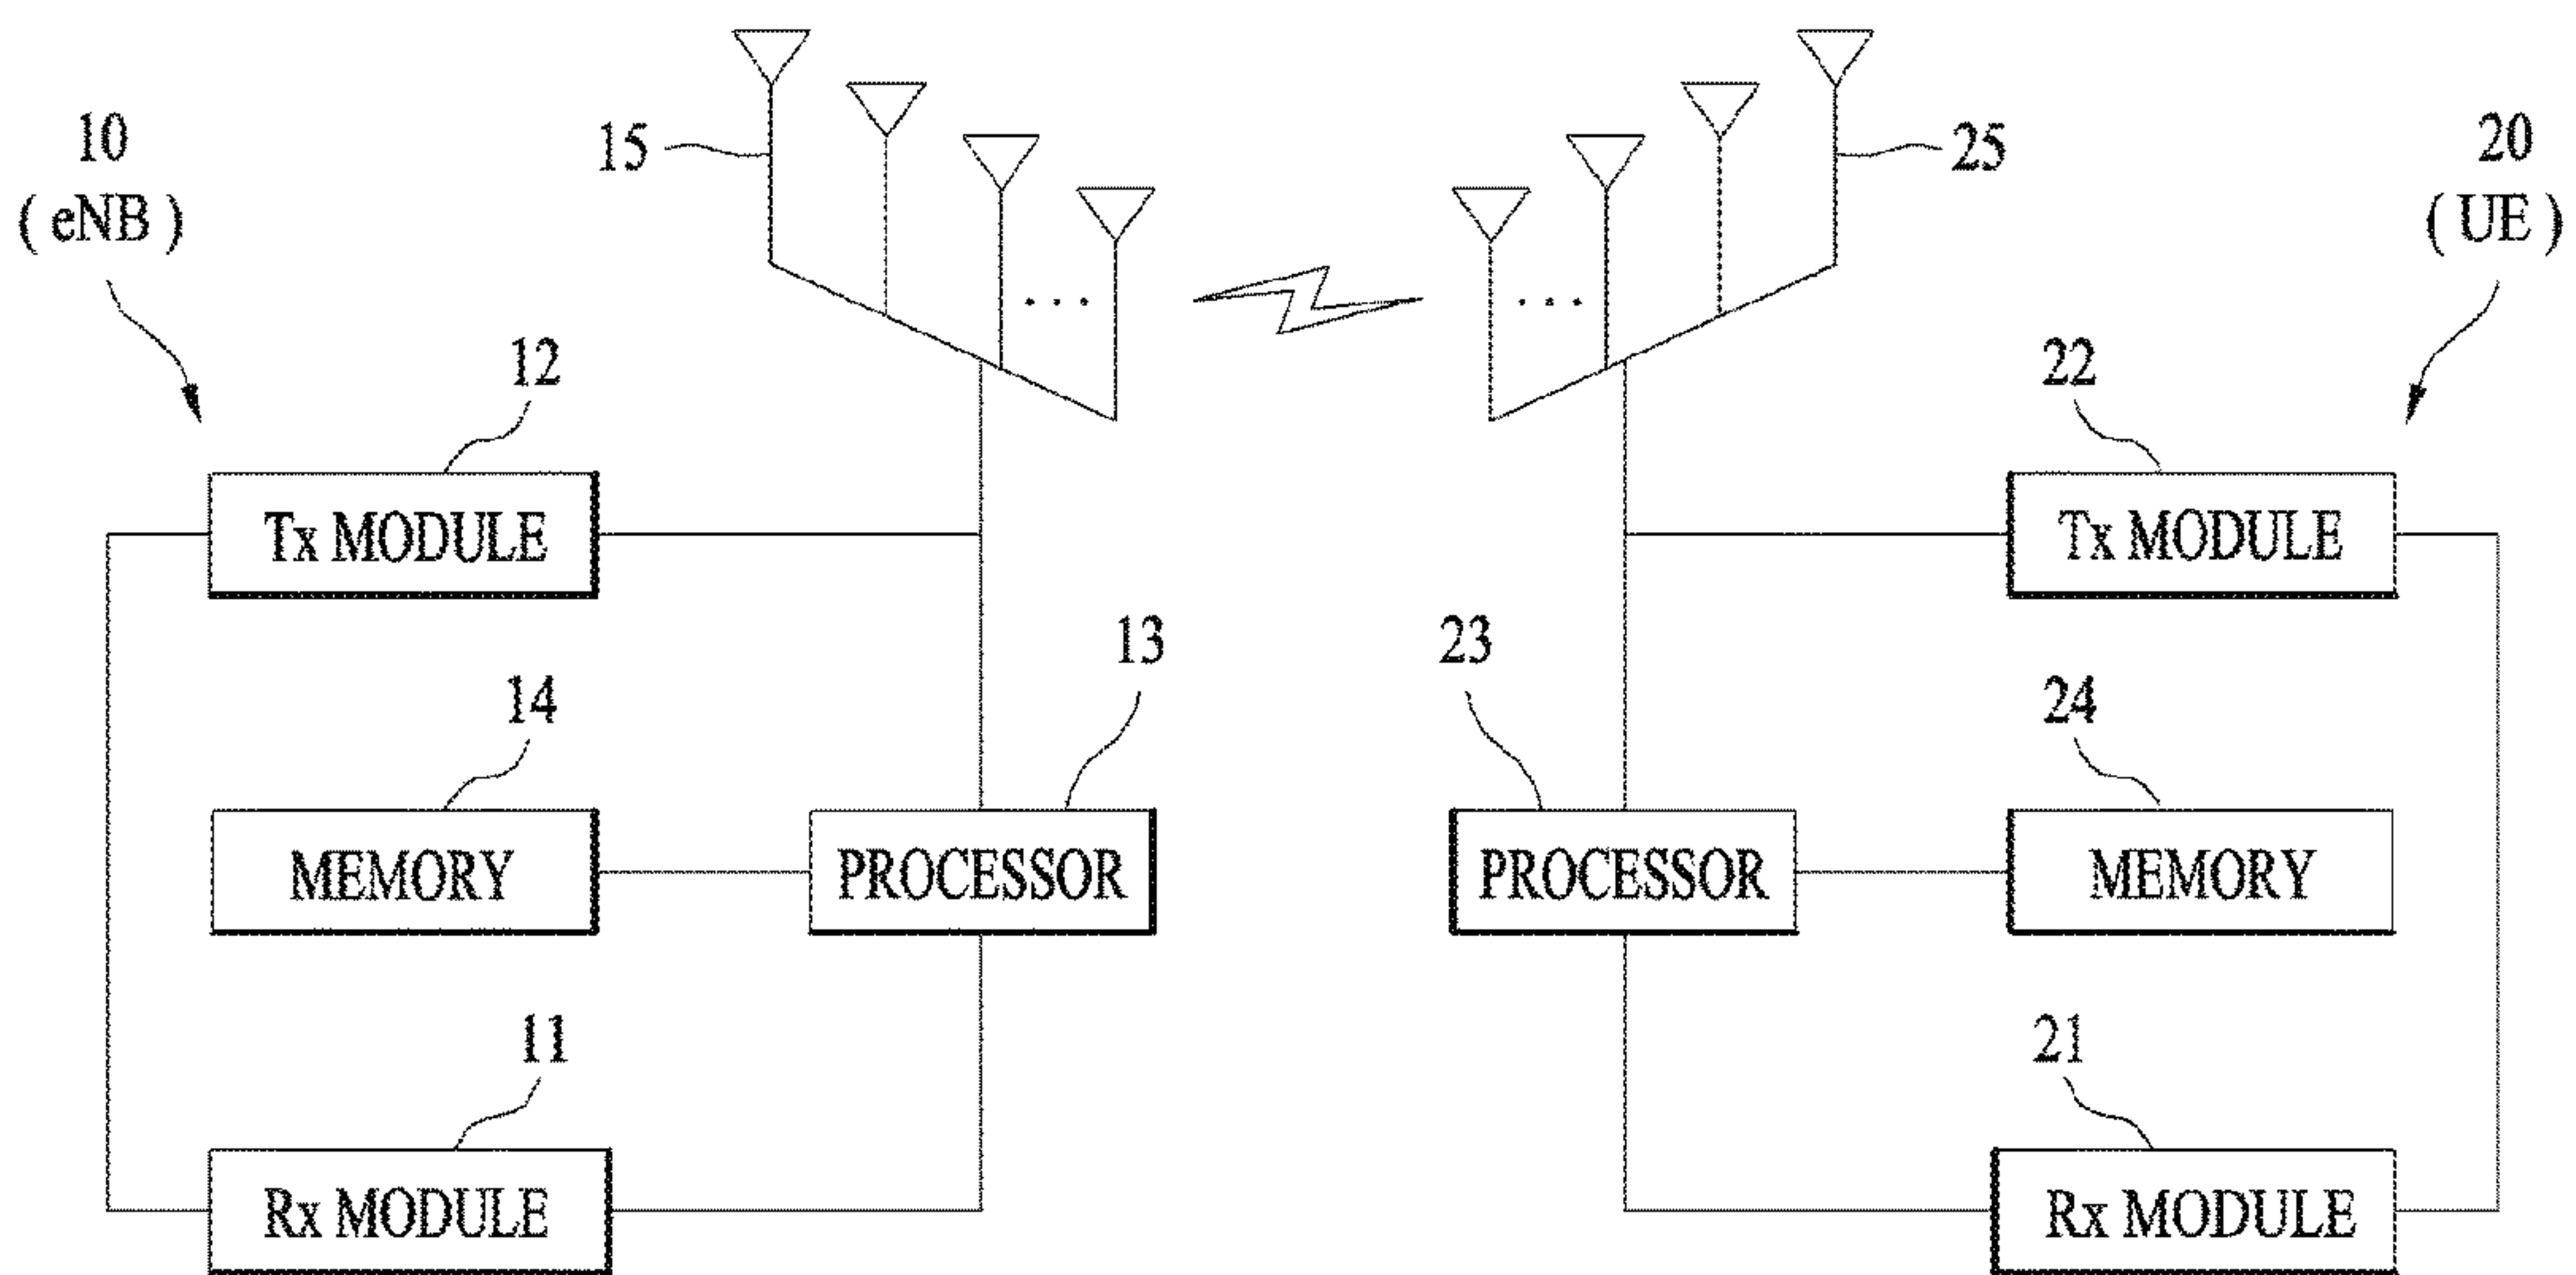 15
25
10
( eNB )
20
( UE )
12
22
Tx MODULE
Tx MODULE
13
23
14
24
MEMORY
PROCESSOR
PROCESSOR
MEMORY
11
21
Rx MODULE
Rx MODULE